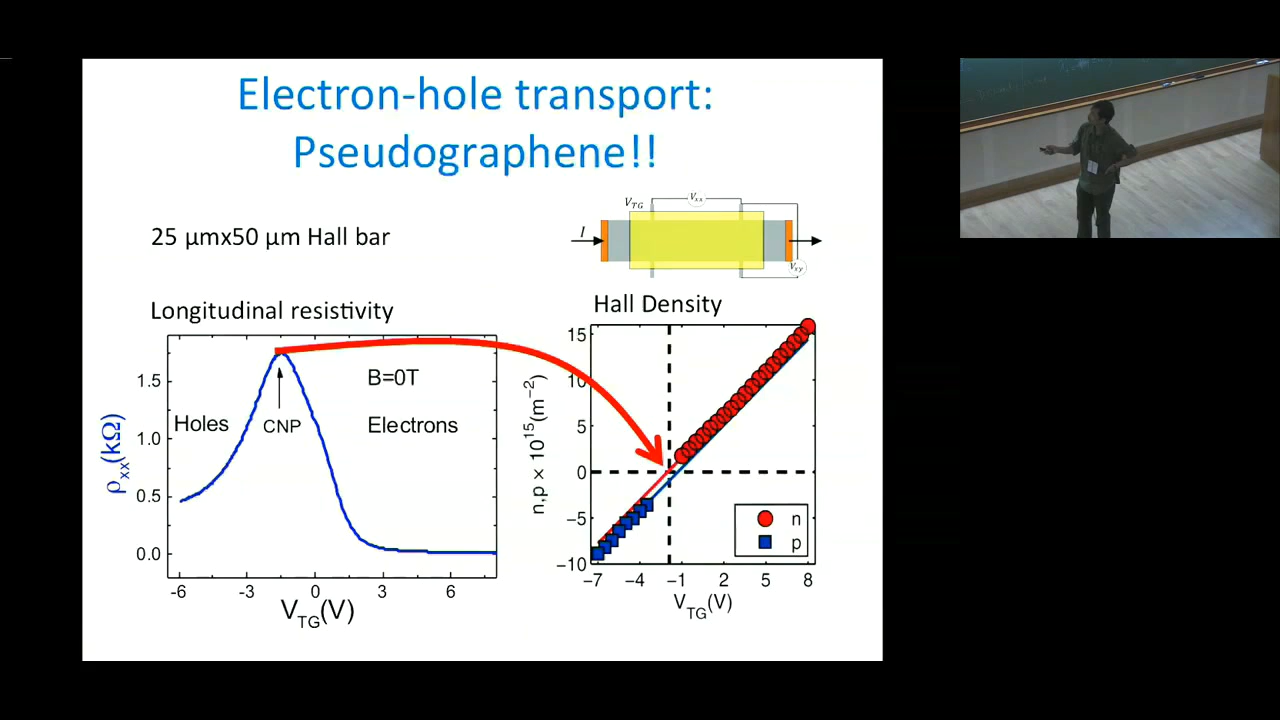 Electron-hole transport:
Pseudographene!!
25 μmx50 μm Hall bar
V_TG
V_xx
I
V_xy
Longitudinal resistivity
Hall Density
1.5
1.0
0.5
0.0
ρ_xx(kΩ)
B=0T
Holes
CNP
Electrons
-6
-3
0
3
6
V_TG(V)
15
10
5
0
−5
−10
n,p × 10^15(m^−2)
n
p
−7
−4
−1
2
5
8
V_TG(V)